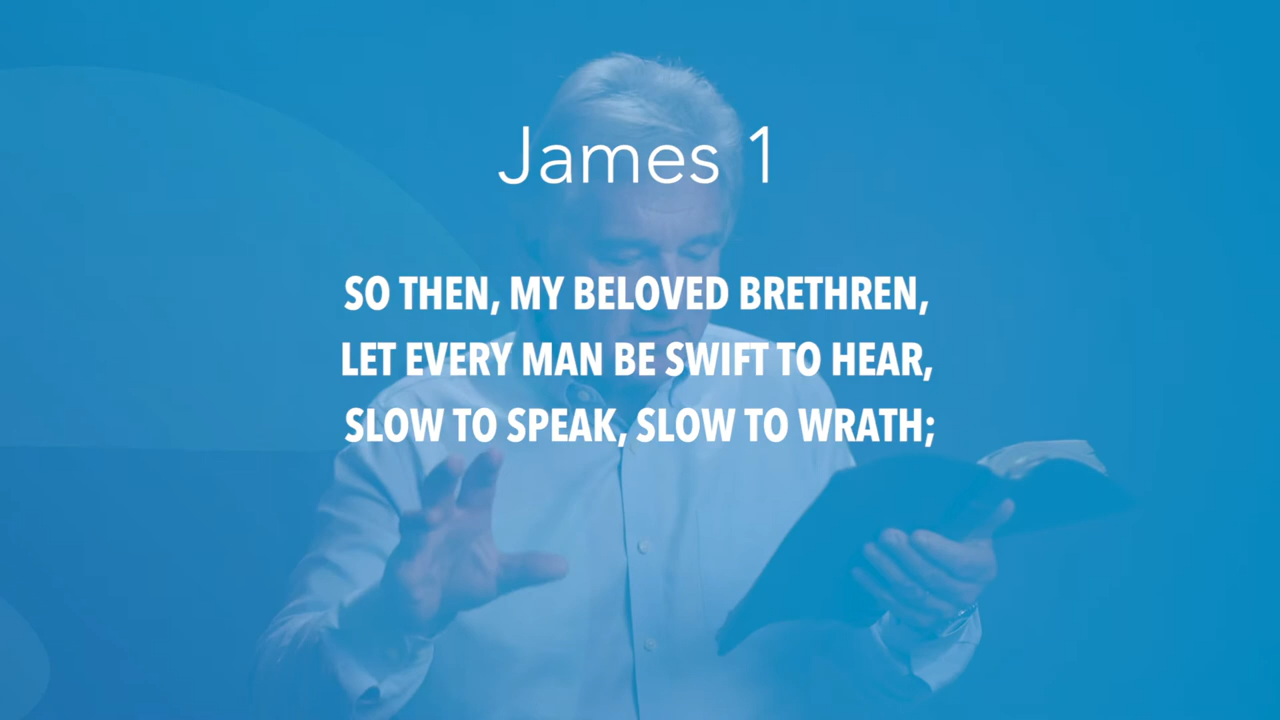 James 1
SO THEN, MY BELOVED BRETHREN,
LET EVERY MAN BE SWIFT TO HEAR,
SLOW TO SPEAK, SLOW TO WRATH;